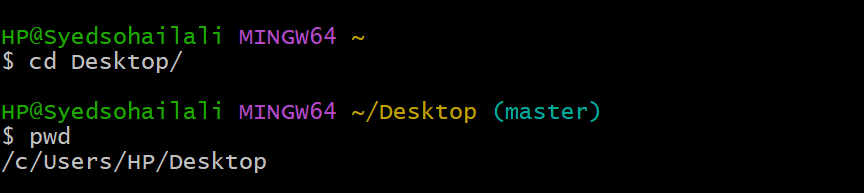 HP@Syedsohailali MINGW64 ~
$ cd Desktop/
HP@Syedsohailali MINGW64 ~/Desktop (master)
$ pwd
/c/Users/HP/Desktop